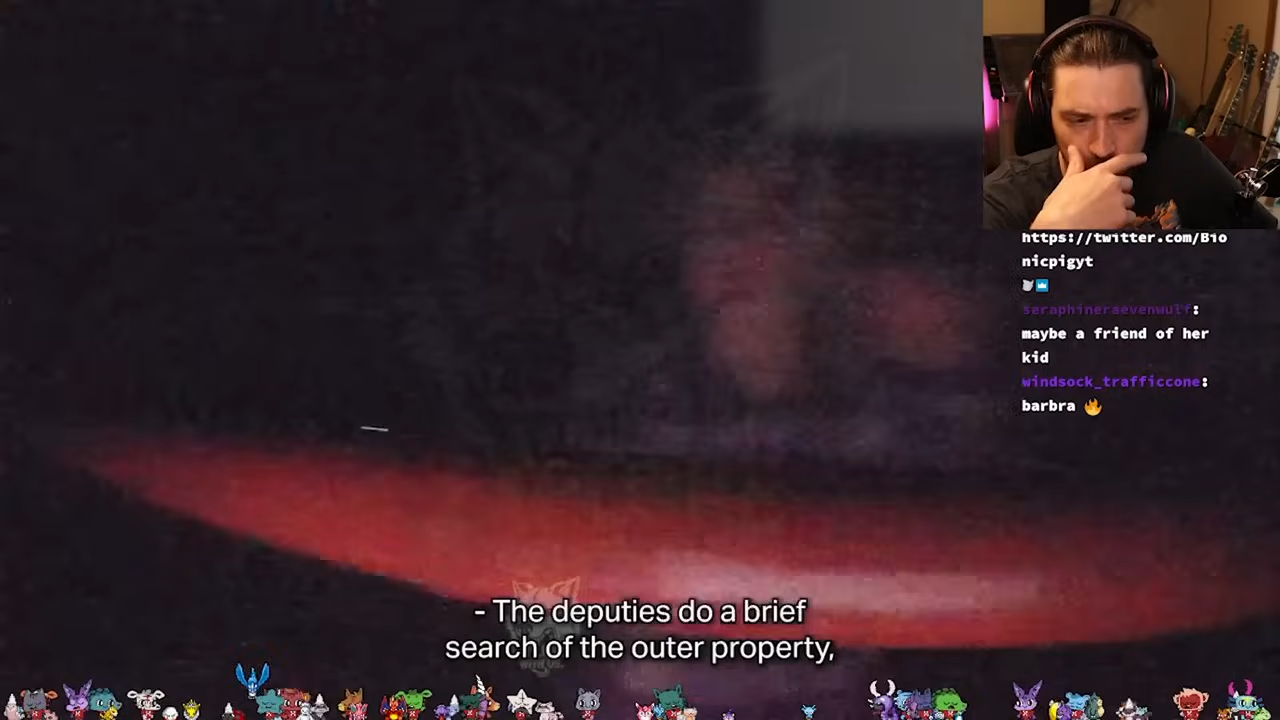 https://twitter.com/Bio
nicpigyt
seraphineraevenwulf:
maybe a friend of her
kid
windsock_trafficcone:
barbra 🔥
- The deputies do a brief
search of the outer property,